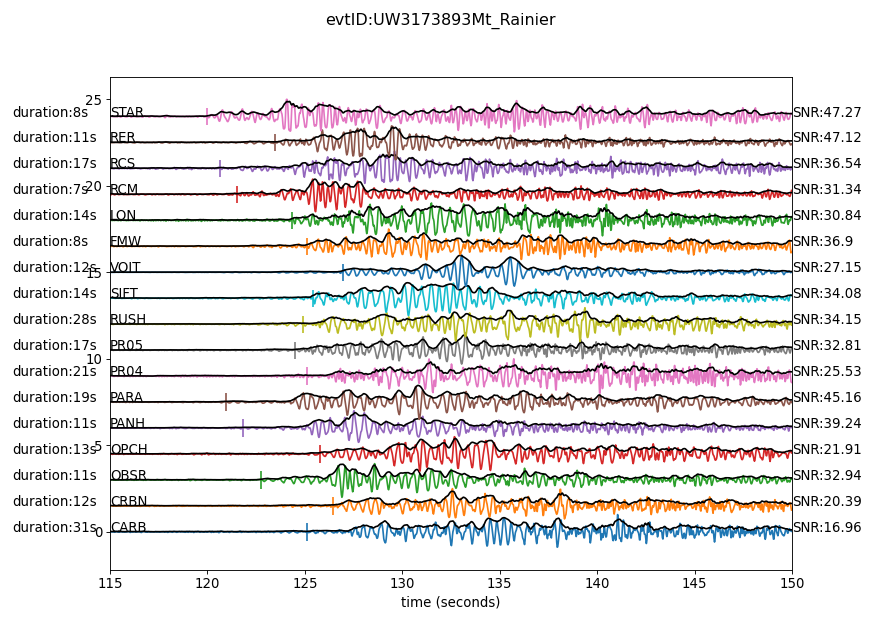 evtID:UW3173893Mt_Rainier
25
duration:8s STAR SNR:47.27
duration:11s RER SNR:47.12
duration:17s RCS SNR:36.54
20
duration:7s RCM SNR:31.34
duration:14s LON SNR:30.84
duration:8s FMW SNR:36.9
duration:12s VOIT SNR:27.15
15
duration:14s SIFT SNR:34.08
duration:28s RUSH SNR:34.15
duration:17s PR05 SNR:32.81
10
duration:21s PR04 SNR:25.53
duration:19s PARA SNR:45.16
duration:11s PANH SNR:39.24
5
duration:13s OPCH SNR:21.91
duration:11s OBSR SNR:32.94
duration:12s CRBN SNR:20.39
duration:31s CARB SNR:16.96
0
115 120 125 130 135 140 145 150
time (seconds)